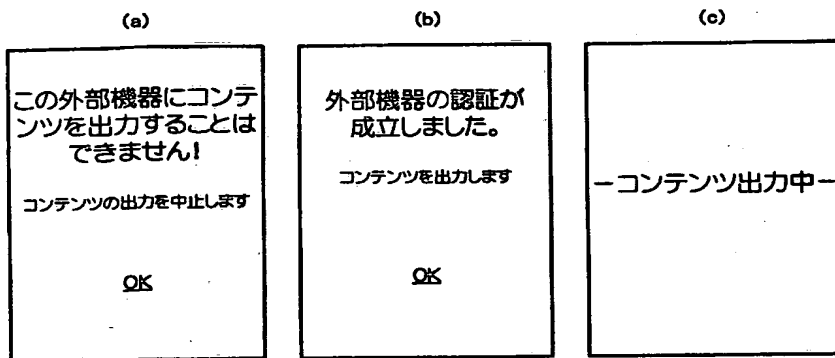 (a)
(b)
(c)
この外部機器にコンテ
ンツを出力することは
できません!
コンテンツの出力を中止します
OK
外部機器の認証が
成立しました。
コンテンツを出力します
OK
ーコンテンツ出力中ー